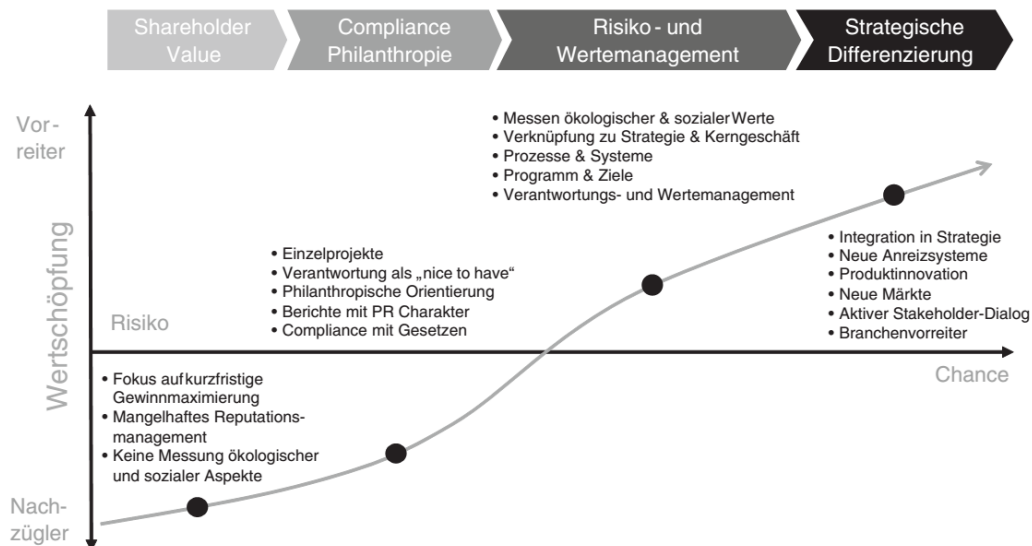 Shareholder
Value
Compliance
Philanthropie
Risiko- und
Wertemanagement
Strategische
Differenzierung
Vor-
reiter
Wertschöpfung
Nach-
zügler
Risiko
Chance
• Fokus auf kurzfristige
Gewinnmaximierung
• Mangelhaftes Reputations-
management
• Keine Messung ökologischer
und sozialer Aspekte
• Einzelprojekte
• Verantwortung als „nice to have“
• Philanthropische Orientierung
• Berichte mit PR Charakter
• Compliance mit Gesetzen
• Messen ökologischer & sozialer Werte
• Verknüpfung zu Strategie & Kerngeschäft
• Prozesse & Systeme
• Programm & Ziele
• Verantwortungs- und Wertemanagement
• Integration in Strategie
• Neue Anreizsysteme
• Produktinnovation
• Neue Märkte
• Aktiver Stakeholder-Dialog
• Branchenvorreiter